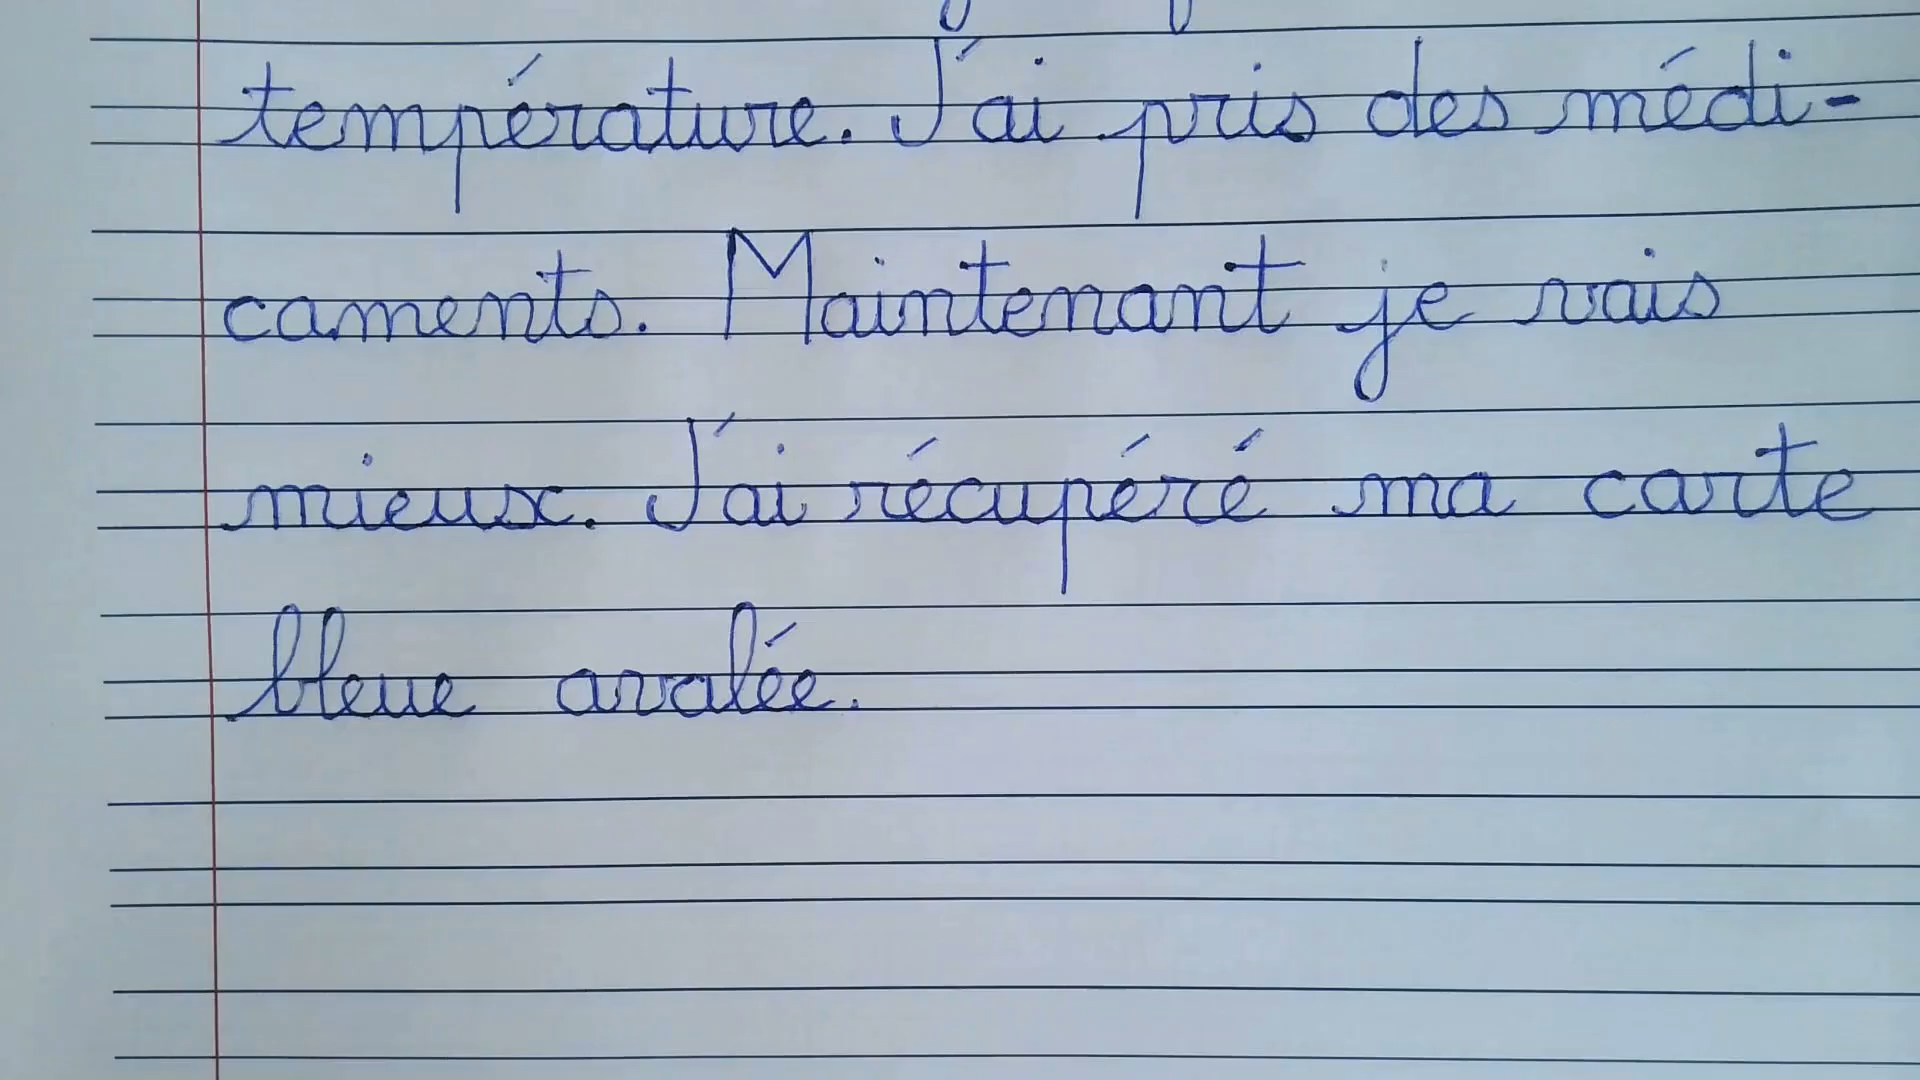 température. J'ai pris des médi-
caments. Maintenant je vais
mieux. J'ai récupéré ma carte
bleue avalée.